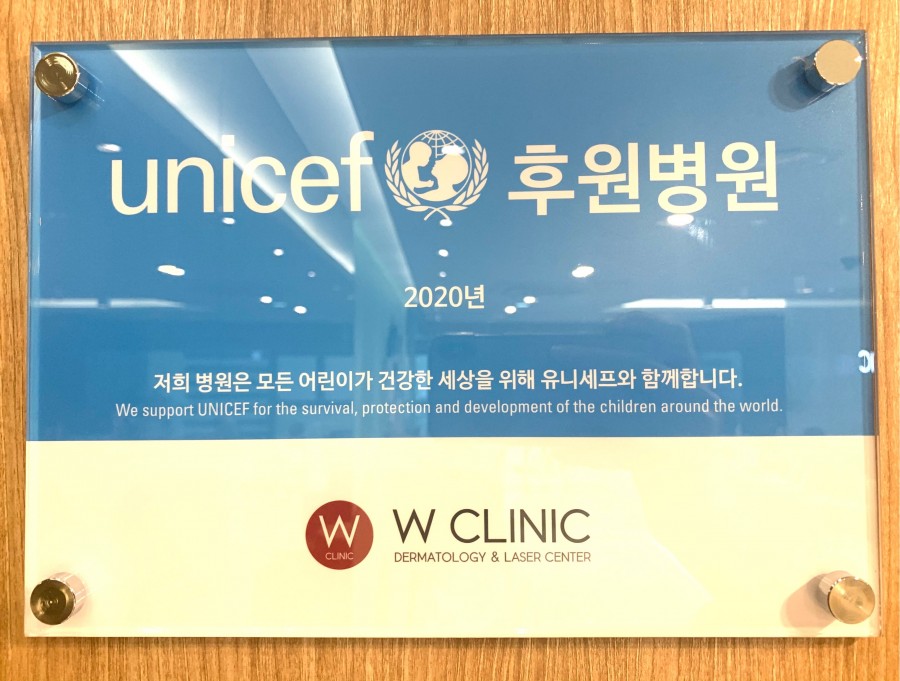 unicef 후원병원
2020년
저희 병원은 모든 어린이가 건강한 세상을 위해 유니세프와 함께합니다.
We support UNICEF for the survival, protection and development of the children around the world.
W CLINIC
W CLINIC
DERMATOLOGY & LASER CENTER